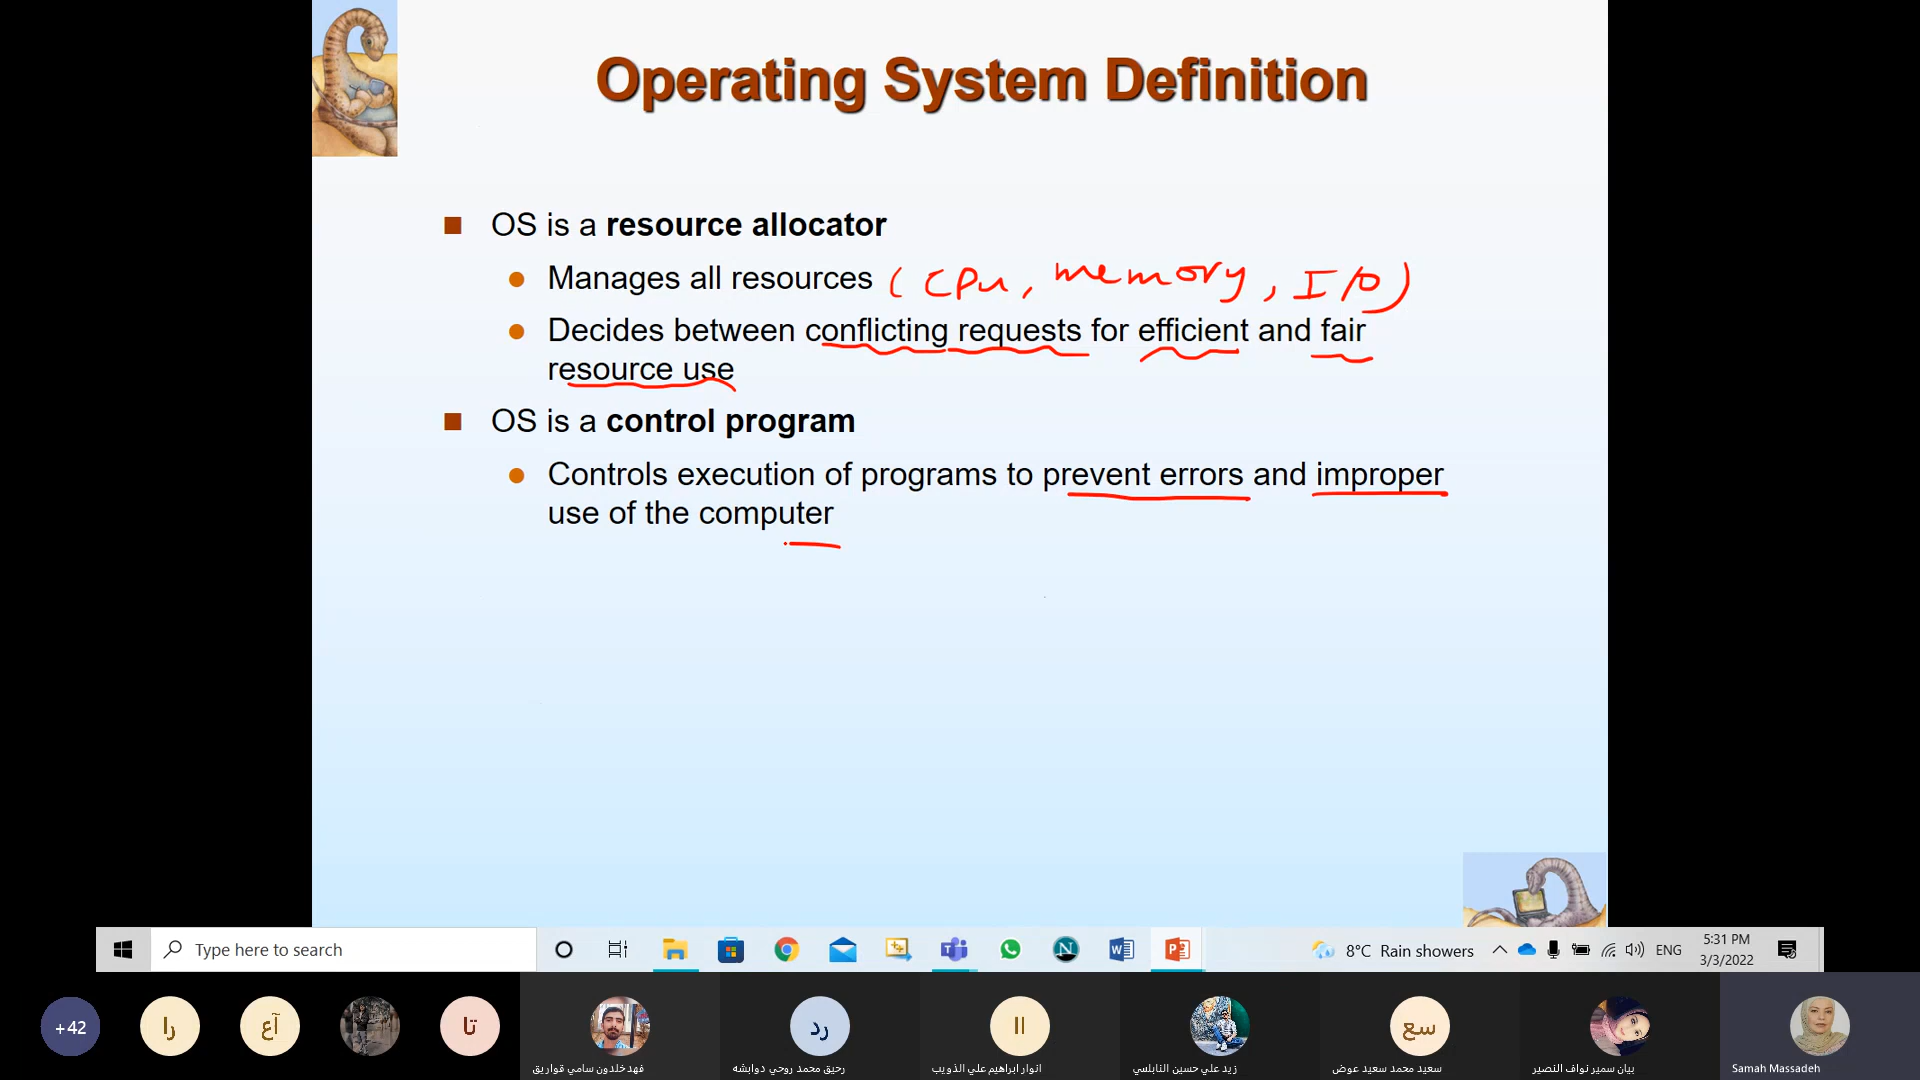 Operating System Definition
OS is a resource allocator
Manages all resources (CPU, memory, I/O)
Decides between conflicting requests for efficient and fair
resource use
OS is a control program
Controls execution of programs to prevent errors and improper
use of the computer
Type here to search
N
W
P
8°C Rain showers
ENG
5:31 PM
3/3/2022
+42
را
آع
تا
رد
اا
سع
فهدخلدون سامي قواريق
رحيق محمد روحي دوابشه
انوار ابراهيم علي الذويب
زيد علي حسين النابلسي
سعيد محمد سعيد عوض
بيان سمير نواف النصير
Samah Massadeh